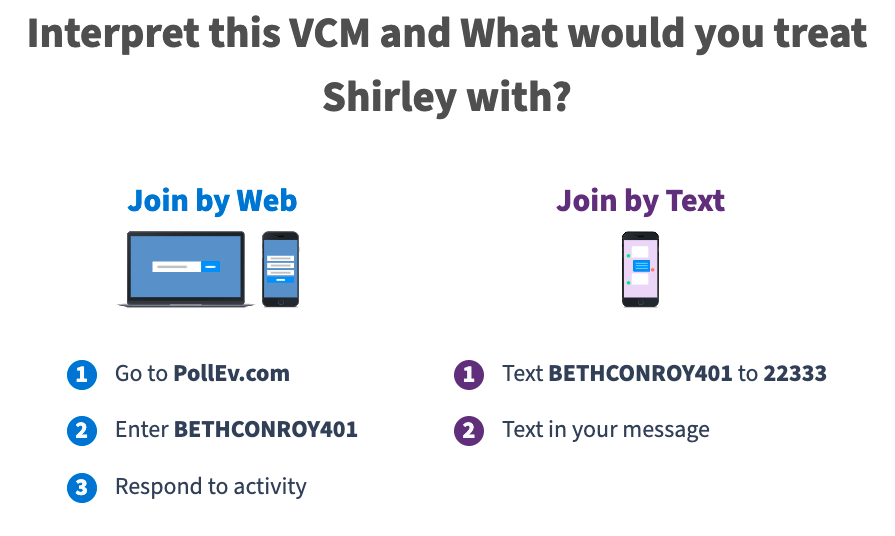 Interpret this VCM and What would you treat
Shirley with?
Join by Web
Join by Text
1 Go to PollEv.com
2 Enter BETHCONROY401
3 Respond to activity
1 Text BETHCONROY401 to 22333
2 Text in your message